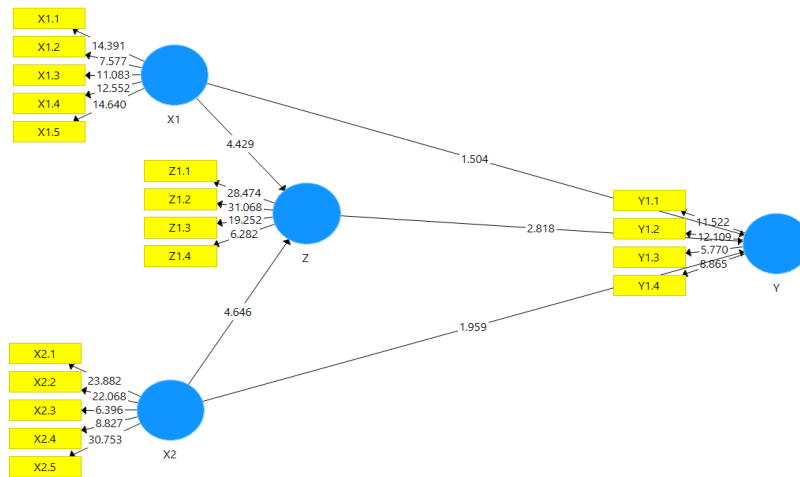 X1.1
X1.2
X1.3
X1.4
X1.5
14.391
7.577
11.083
12.552
14.640
X1
4.429
1.504
Z1.1
Z1.2
Z1.3
Z1.4
28.474
31.068
19.252
6.282
Z
2.818
Y1.1
Y1.2
Y1.3
Y1.4
11.522
12.109
5.770
8.865
Y
4.646
1.959
X2.1
X2.2
X2.3
X2.4
X2.5
23.882
22.068
6.396
8.827
30.753
X2